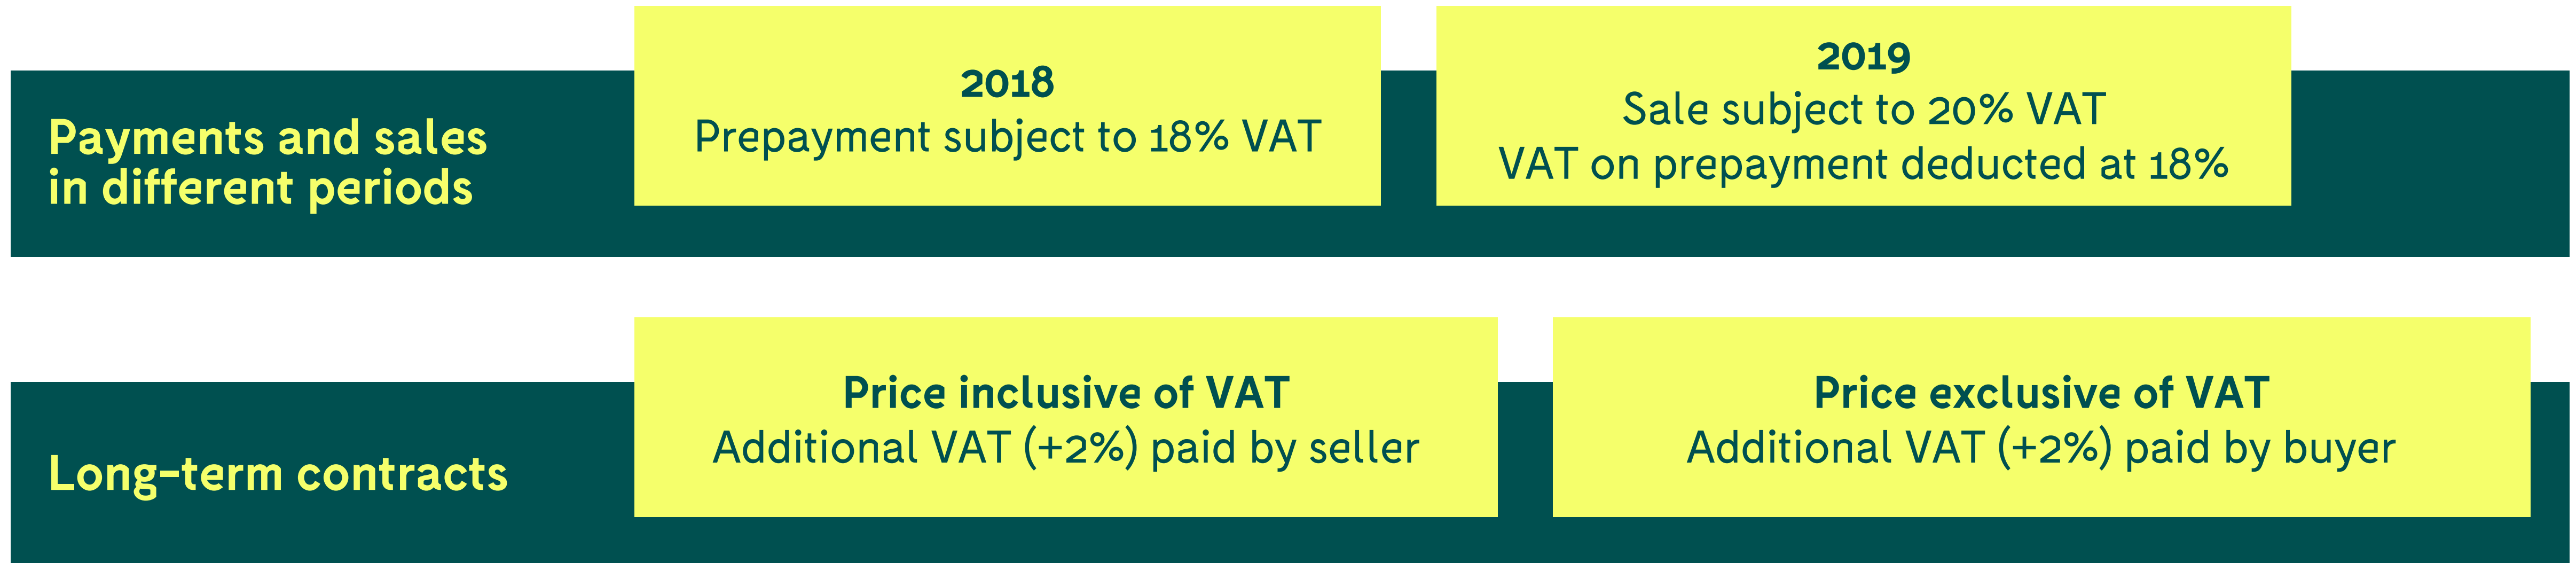 Payments and sales
in different periods
2018
Prepayment subject to 18% VAT
2019
Sale subject to 20% VAT
VAT on prepayment deducted at 18%
Long-term contracts
Price inclusive of VAT
Additional VAT (+2%) paid by seller
Price exclusive of VAT
Additional VAT (+2%) paid by buyer